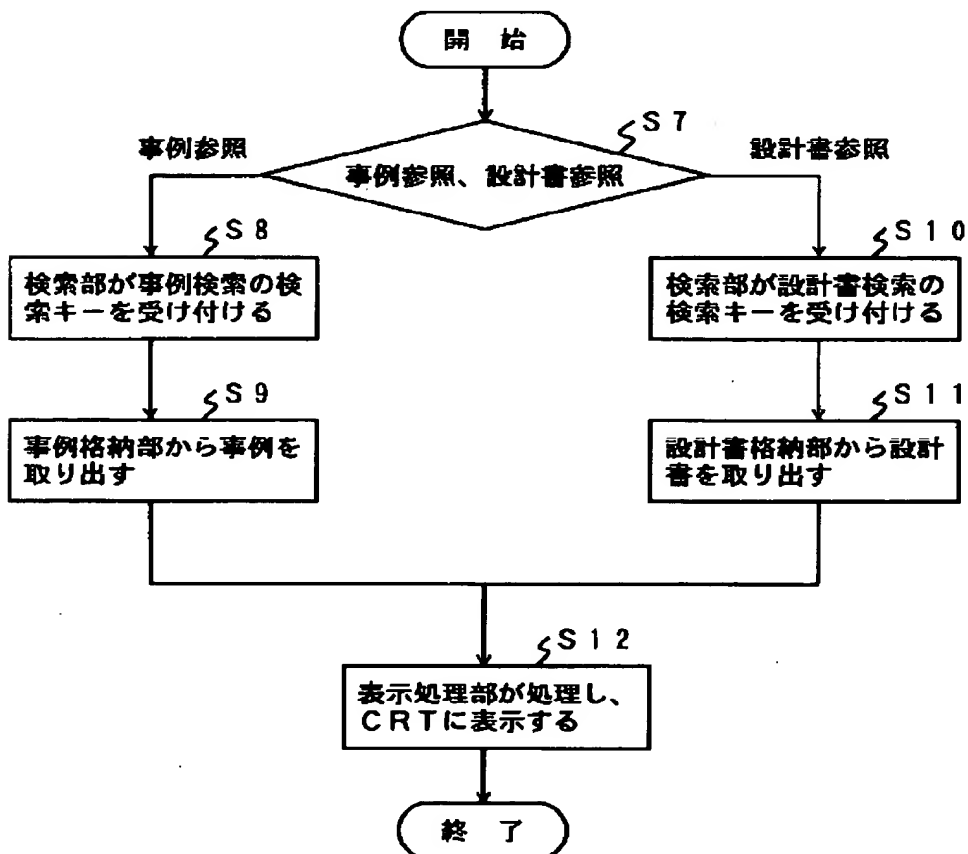 開 始
S7
事例参照
設計書参照
事例参照、設計書参照
S8
検索部が事例検索の検
索キーを受け付ける
S10
検索部が設計書検索の
検索キーを受け付ける
S9
事例格納部から事例を
取り出す
S11
設計書格納部から設計
書を取り出す
S12
表示処理部が処理し、
CRTに表示する
終 了